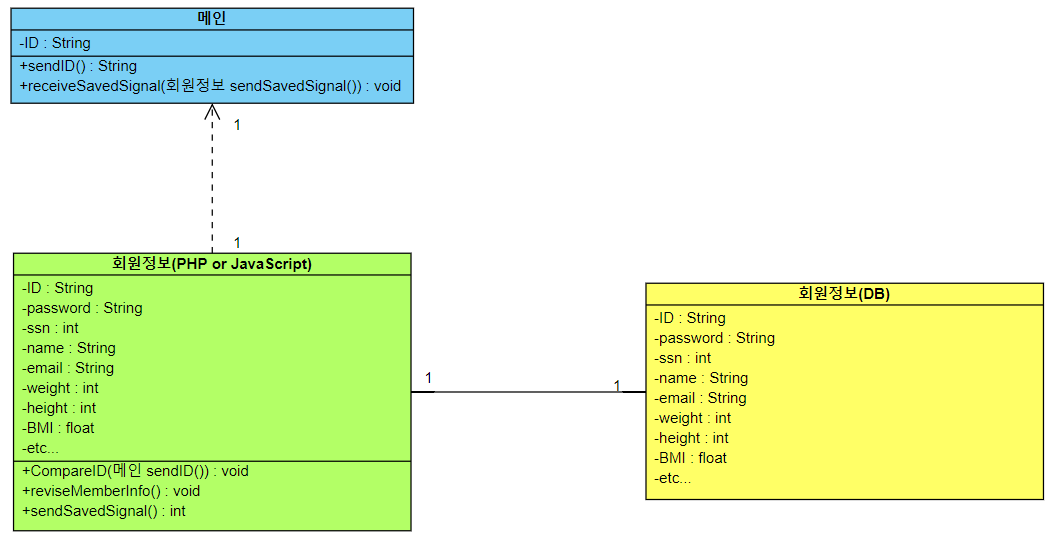 메인
-ID : String
+sendID() : String
+receiveSavedSignal(회원정보 sendSavedSignal()) : void
1
1
회원정보(PHP or JavaScript)
-ID : String
-password : String
-ssn : int
-name : String
-email : String
-weight : int
-height : int
-BMI : float
-etc...
+CompareID(메인 sendID()) : void
+reviseMemberInfo() : void
+sendSavedSignal() : int
1
1
회원정보(DB)
-ID : String
-password : String
-ssn : int
-name : String
-email : String
-weight : int
-height : int
-BMI : float
-etc...